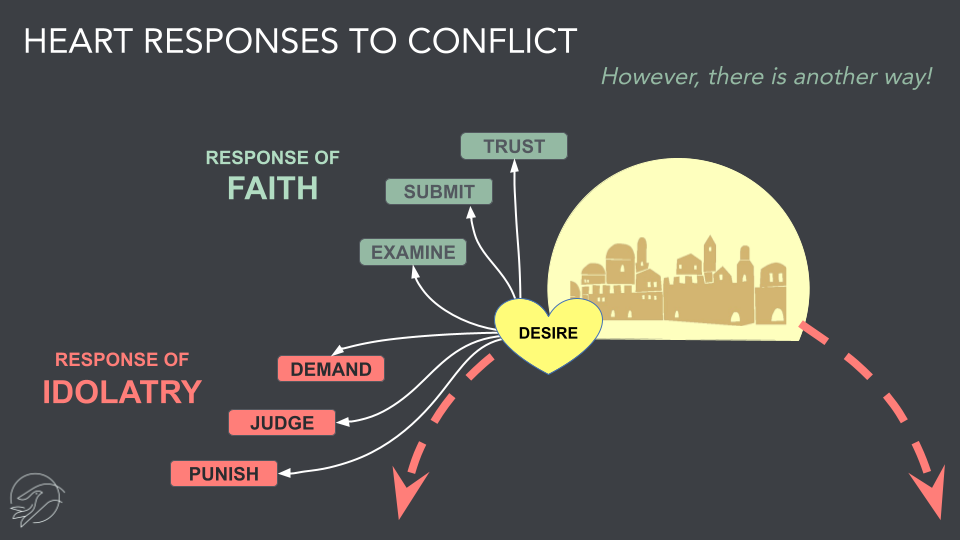 HEART RESPONSES TO CONFLICT
However, there is another way!
RESPONSE OF
FAITH
TRUST
SUBMIT
EXAMINE
DESIRE
RESPONSE OF
IDOLATRY
DEMAND
JUDGE
PUNISH